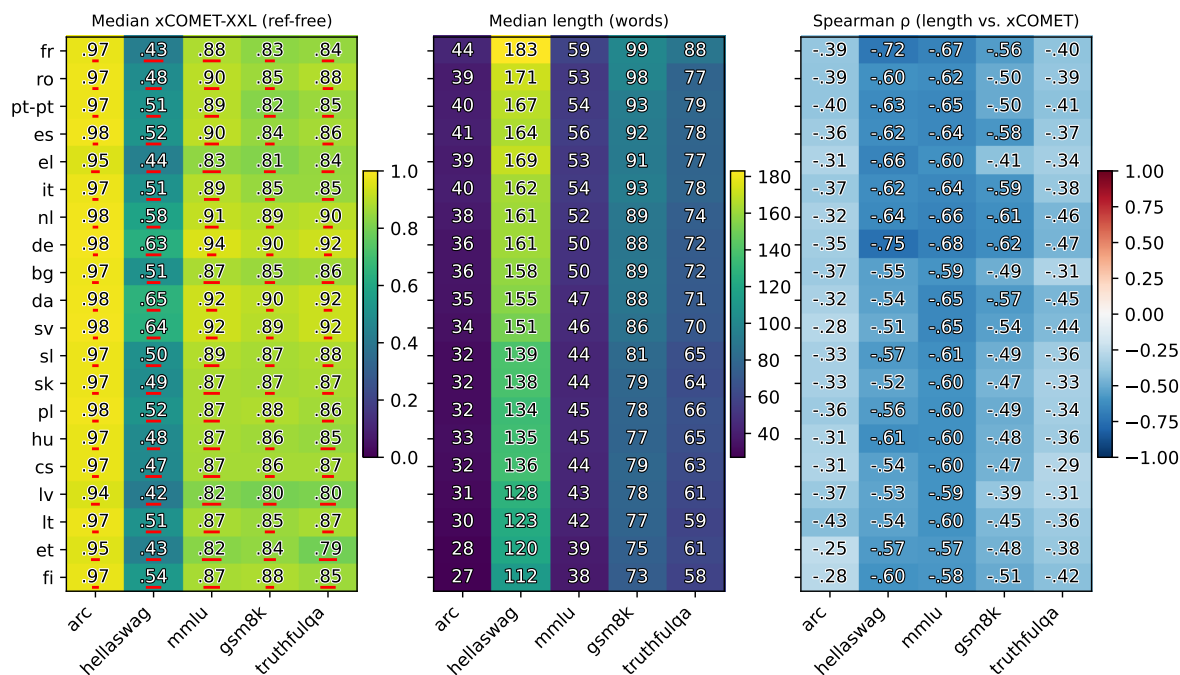 Median xCOMET-XXL (ref-free) Median length (words) Spearman ρ (length vs. xCOMET)
fr .97 .43 .88 .83 .84 44 183 59 99 88 -.39 -.72 -.67 -.56 -.40
ro .97 .48 .90 .85 .88 39 171 53 98 77 -.39 -.60 -.62 -.50 -.39
pt-pt .97 .51 .89 .82 .85 40 167 54 93 79 -.40 -.63 -.65 -.50 -.41
es .98 .52 .90 .84 .86 41 164 56 92 78 -.36 -.62 -.64 -.58 -.37
el .95 .44 .83 .81 .84 39 169 53 91 77 -.31 -.66 -.60 -.41 -.34
it .97 .51 .89 .85 .85 40 162 54 93 78 -.37 -.62 -.64 -.59 -.38
nl .98 .58 .91 .89 .90 38 161 52 89 74 -.32 -.64 -.66 -.61 -.46
de .98 .63 .94 .90 .92 36 161 50 88 72 -.35 -.75 -.68 -.62 -.47
bg .97 .51 .87 .85 .86 36 158 50 89 72 -.37 -.55 -.59 -.49 -.31
da .98 .65 .92 .90 .92 35 155 47 88 71 -.32 -.54 -.65 -.57 -.45
sv .98 .64 .92 .89 .92 34 151 46 86 70 -.28 -.51 -.65 -.54 -.44
sl .97 .50 .89 .87 .88 32 139 44 81 65 -.33 -.57 -.61 -.49 -.36
sk .97 .49 .87 .87 .87 32 138 44 79 64 -.33 -.52 -.60 -.47 -.33
pl .98 .52 .87 .88 .86 32 134 45 78 66 -.36 -.56 -.60 -.49 -.34
hu .97 .48 .87 .86 .85 33 135 45 77 65 -.31 -.61 -.60 -.48 -.36
cs .97 .47 .87 .86 .87 32 136 44 79 63 -.31 -.54 -.60 -.47 -.29
lv .94 .42 .82 .80 .80 31 128 43 78 61 -.37 -.53 -.59 -.39 -.31
lt .97 .51 .87 .85 .87 30 123 42 77 59 -.43 -.54 -.60 -.45 -.36
et .95 .43 .82 .84 .79 28 120 39 75 61 -.25 -.57 -.57 -.48 -.38
fi .97 .54 .87 .88 .85 27 112 38 73 58 -.28 -.60 -.58 -.51 -.42
arc hellaswag mmlu gsm8k truthfulqa
1.0
0.8
0.6
0.4
0.2
0.0
arc hellaswag mmlu gsm8k truthfulqa
180
160
140
120
100
80
60
40
arc hellaswag mmlu gsm8k truthfulqa
1.00
0.75
0.50
0.25
0.00
−0.25
−0.50
−0.75
−1.00